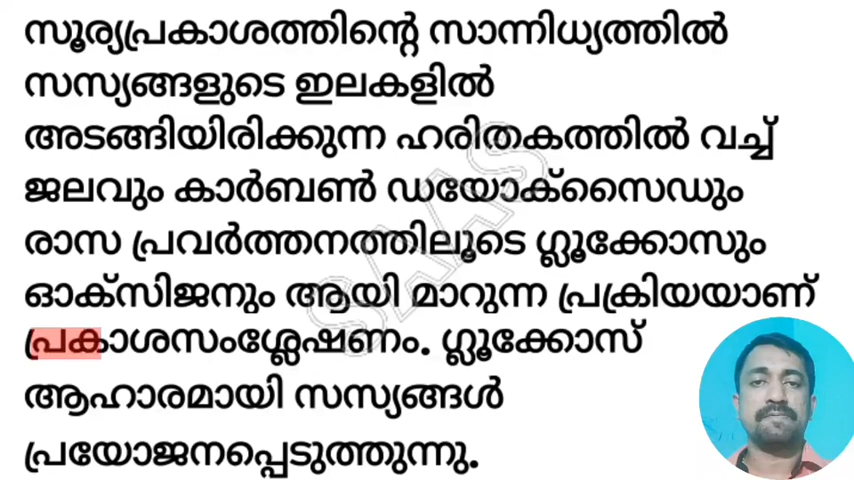 സൂര്യപ്രകാശത്തിന്റെ സാന്നിധ്യത്തിൽ
സസ്യങ്ങളുടെ ഇലകളിൽ
അടങ്ങിയിരിക്കുന്ന ഹരിതകത്തിൽ വച്ച്
ജലവും കാർബൺ ഡയോക്സൈഡും
രാസ പ്രവർത്തനത്തിലൂടെ ഗ്ലൂക്കോസും
ഓക്സിജനും ആയി മാറുന്ന പ്രക്രിയയാണ്
പ്രകാശസംശ്ലേഷണം. ഗ്ലൂക്കോസ്
ആഹാരമായി സസ്യങ്ങൾ
പ്രയോജനപ്പെടുത്തുന്നു.
SAAS